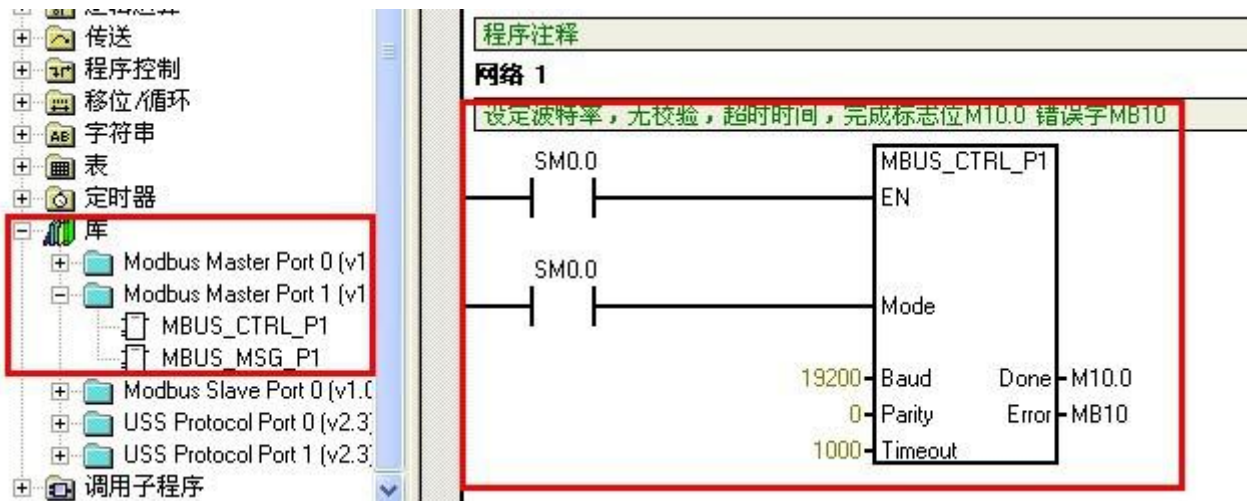 传送
程序控制
移位/循环
字符串
表
定时器
库
Modbus Master Port 0 (v1
Modbus Master Port 1 (v1
MBUS_CTRL_P1
MBUS_MSG_P1
Modbus Slave Port 0 (v1.0
USS Protocol Port 0 (v2.3)
USS Protocol Port 1 (v2.3)
调用子程序
程序注释
网络 1
设定波特率，无校验，超时时间，完成标志位M10.0 错误字MB10
SM0.0
MBUS_CTRL_P1
EN
SM0.0
Mode
19200 Baud Done M10.0
0 Parity Error MB10
1000 Timeout